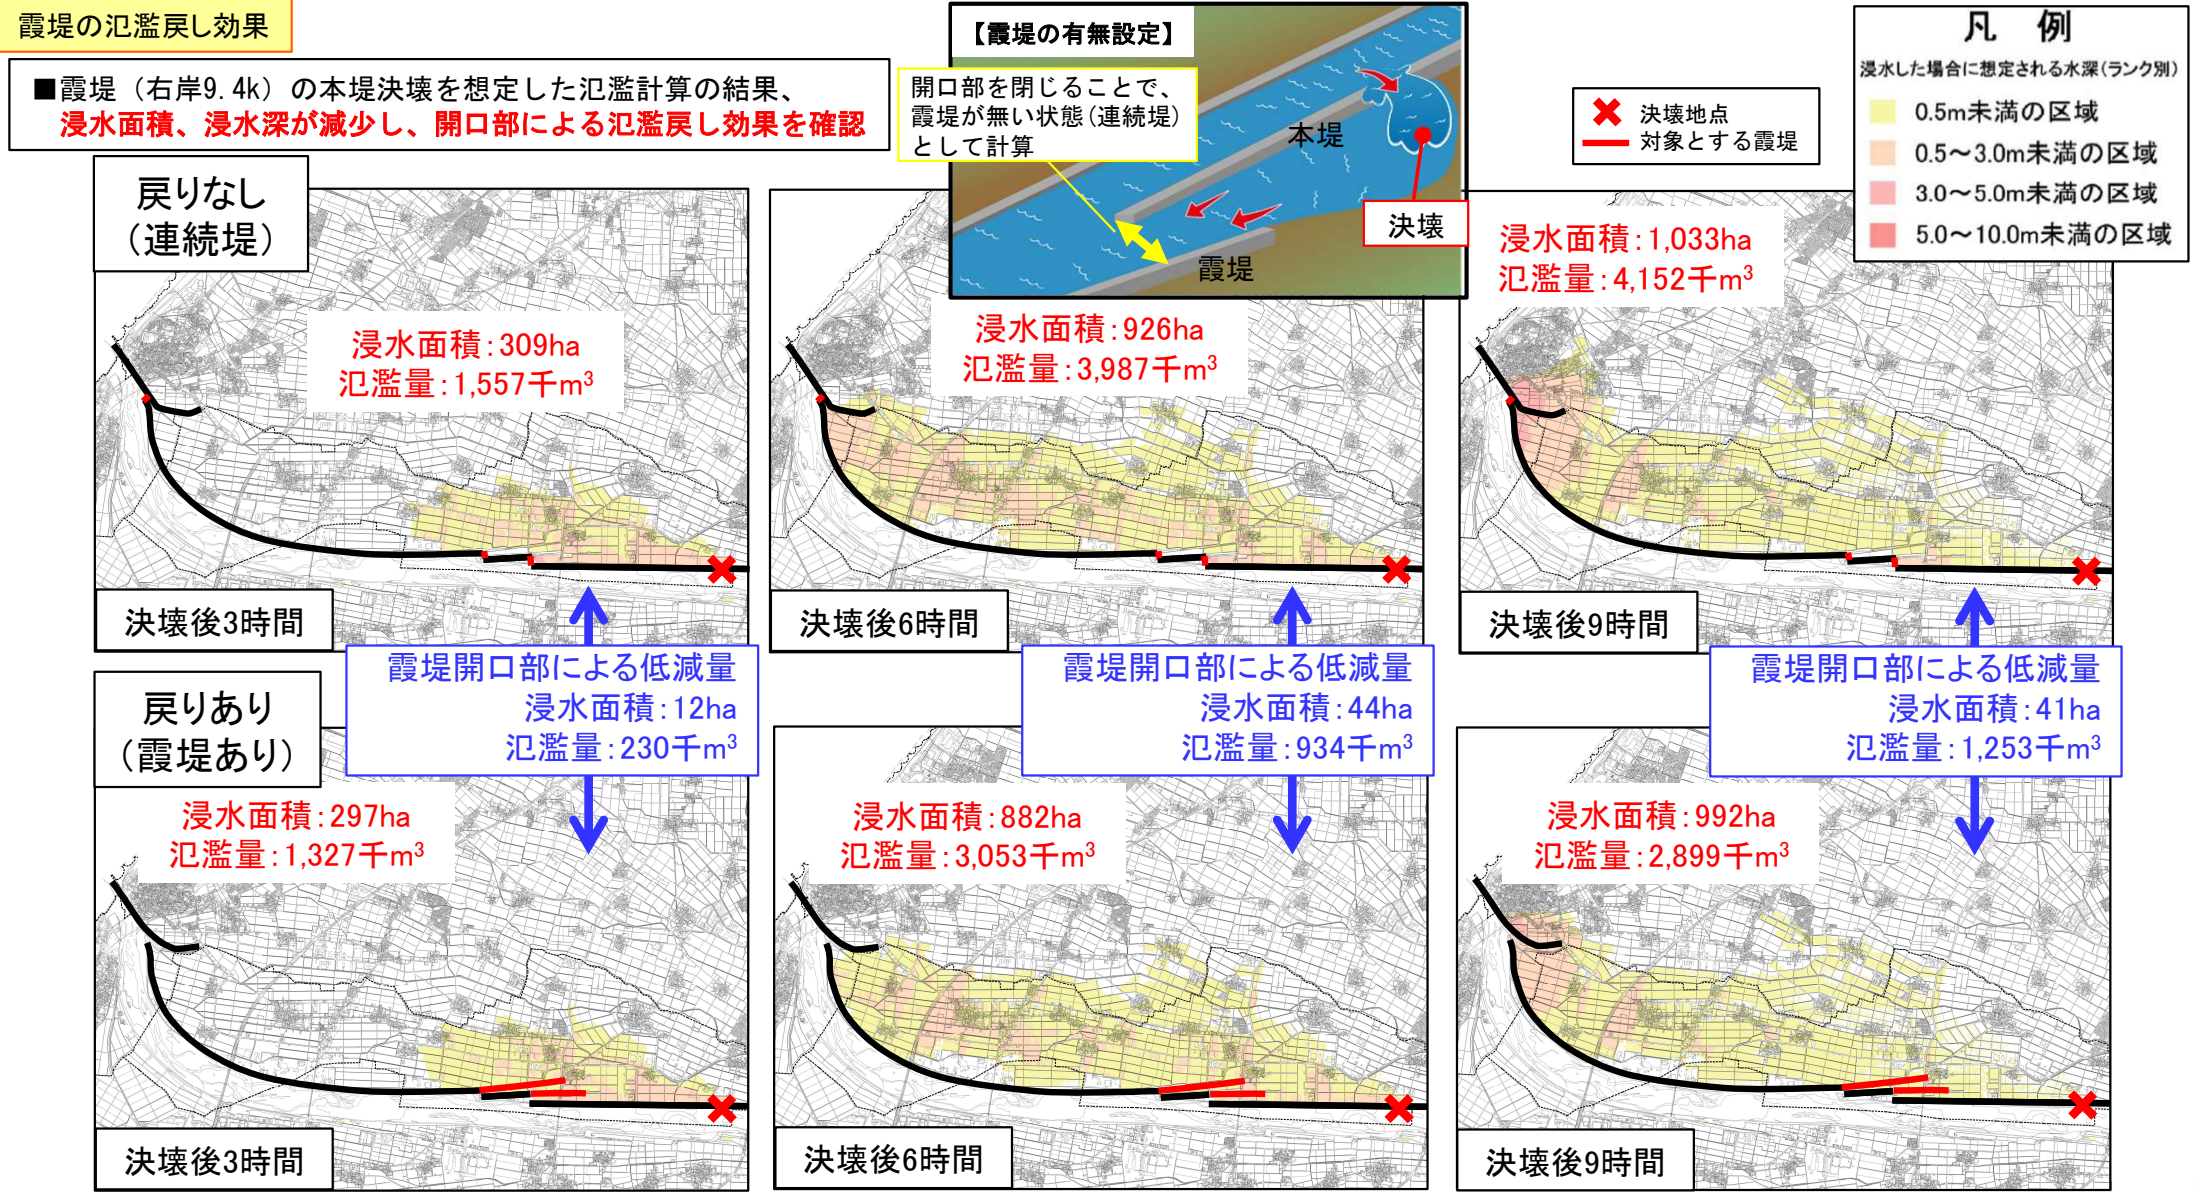 霞堤の氾濫戻し効果
■霞堤（右岸9.4k）の本堤決壊を想定した氾濫計算の結果、
浸水面積、浸水深が減少し、開口部による氾濫戻し効果を確認
【霞堤の有無設定】
開口部を閉じることで、
霞堤が無い状態(連続堤)
として計算
本堤
決壊
霞堤
決壊地点
対象とする霞堤
凡　例
浸水した場合に想定される水深(ランク別)
0.5m未満の区域
0.5～3.0m未満の区域
3.0～5.0m未満の区域
5.0～10.0m未満の区域
戻りなし
（連続堤）
浸水面積：309ha
氾濫量：1,557千m³
決壊後3時間
浸水面積：926ha
氾濫量：3,987千m³
決壊後6時間
浸水面積：1,033ha
氾濫量：4,152千m³
決壊後9時間
霞堤開口部による低減量
浸水面積：12ha
氾濫量：230千m³
霞堤開口部による低減量
浸水面積：44ha
氾濫量：934千m³
霞堤開口部による低減量
浸水面積：41ha
氾濫量：1,253千m³
戻りあり
（霞堤あり）
浸水面積：297ha
氾濫量：1,327千m³
決壊後3時間
浸水面積：882ha
氾濫量：3,053千m³
決壊後6時間
浸水面積：992ha
氾濫量：2,899千m³
決壊後9時間